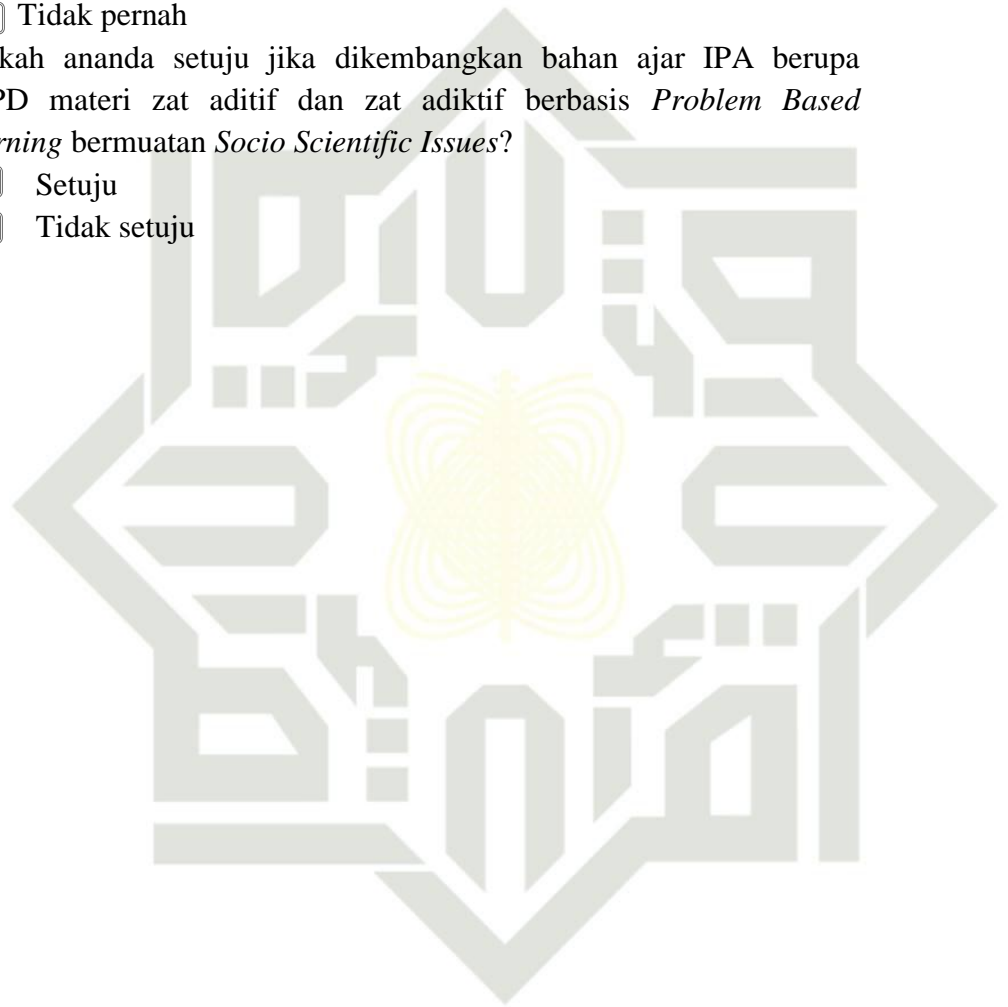 Tidak pernah
kah ananda setuju jika dikembangkan bahan ajar IPA berupa
PD materi zat aditif dan zat adiktif berbasis Problem Based
rning bermuatan Socio Scientific Issues?
Setuju
Tidak setuju